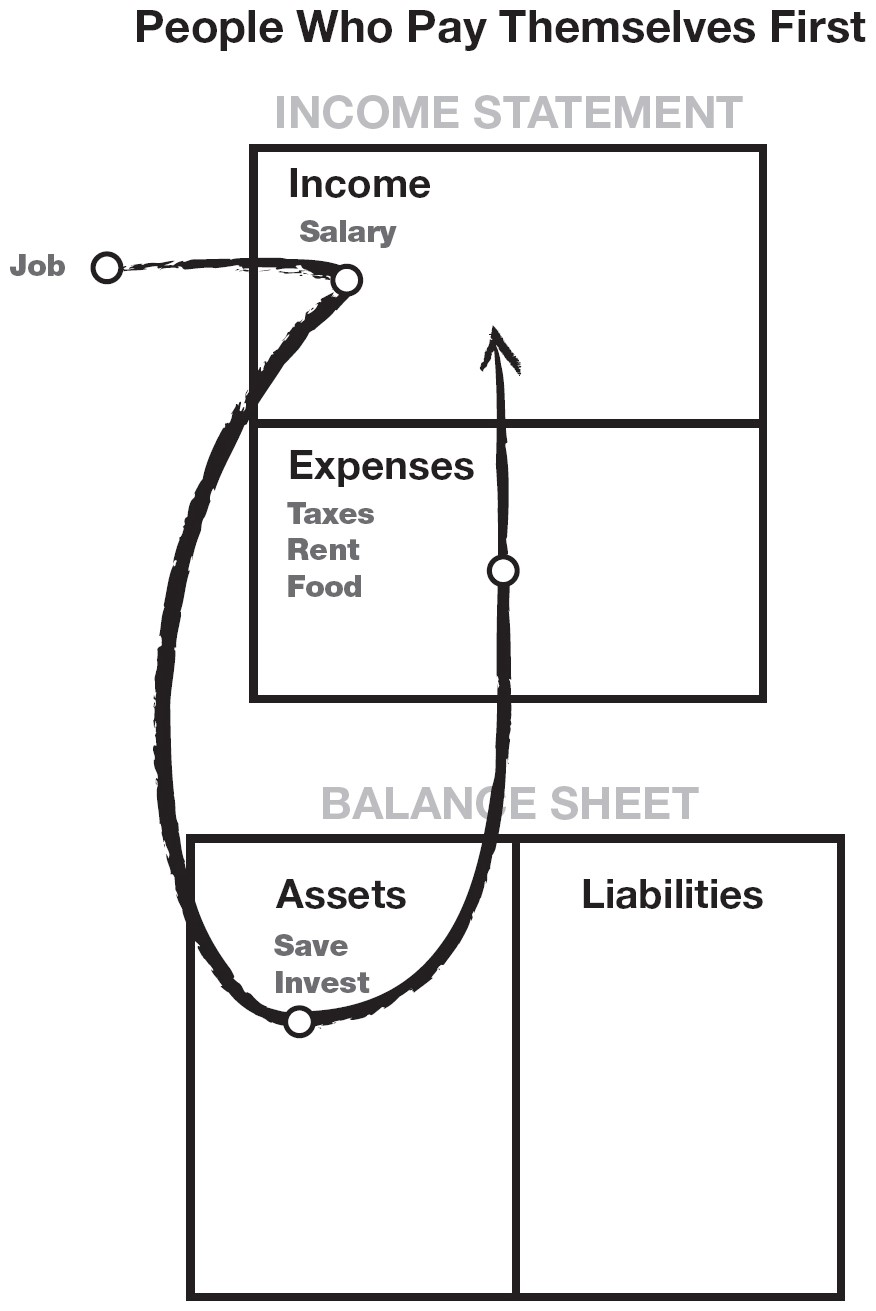 People Who Pay Themselves First
INCOME STATEMENT
Income
Salary
Job
Expenses
Taxes
Rent
Food
BALANCE SHEET
Assets
Save
Invest
Liabilities